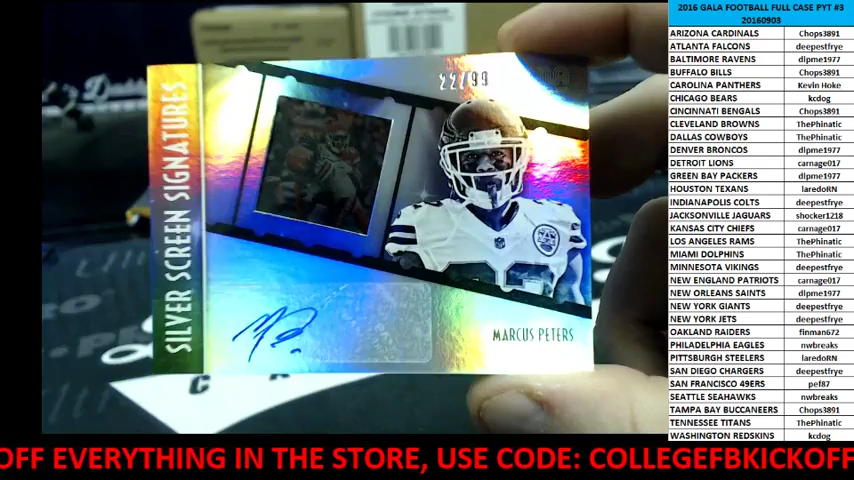 22/99
SILVER SCREEN SIGNATURES
MARCUS PETERS
2016 GALA FOOTBALL FULL CASE PYT #3
20160903
ARIZONA CARDINALS Chops3891
ATLANTA FALCONS deepestfrye
BALTIMORE RAVENS dlpme1977
BUFFALO BILLS Chops3891
CAROLINA PANTHERS Kevin Hoke
CHICAGO BEARS kcdog
CINCINNATI BENGALS Chops3891
CLEVELAND BROWNS ThePhinatic
DALLAS COWBOYS ThePhinatic
DENVER BRONCOS dlpme1977
DETROIT LIONS carnage017
GREEN BAY PACKERS dlpme1977
HOUSTON TEXANS laredoRN
INDIANAPOLIS COLTS deepestfrye
JACKSONVILLE JAGUARS shocker1218
KANSAS CITY CHIEFS carnage017
LOS ANGELES RAMS ThePhinatic
MIAMI DOLPHINS ThePhinatic
MINNESOTA VIKINGS deepestfrye
NEW ENGLAND PATRIOTS carnage017
NEW ORLEANS SAINTS dlpme1977
NEW YORK GIANTS deepestfrye
NEW YORK JETS deepestfrye
OAKLAND RAIDERS finman672
PHILADELPHIA EAGLES nwbreaks
PITTSBURGH STEELERS laredoRN
SAN DIEGO CHARGERS deepestfrye
SAN FRANCISCO 49ERS pef87
SEATTLE SEAHAWKS nwbreaks
TAMPA BAY BUCCANEERS Chops3891
TENNESSEE TITANS ThePhinatic
WASHINGTON REDSKINS kcdog
OFF EVERYTHING IN THE STORE, USE CODE: COLLEGEFBKICKOFF